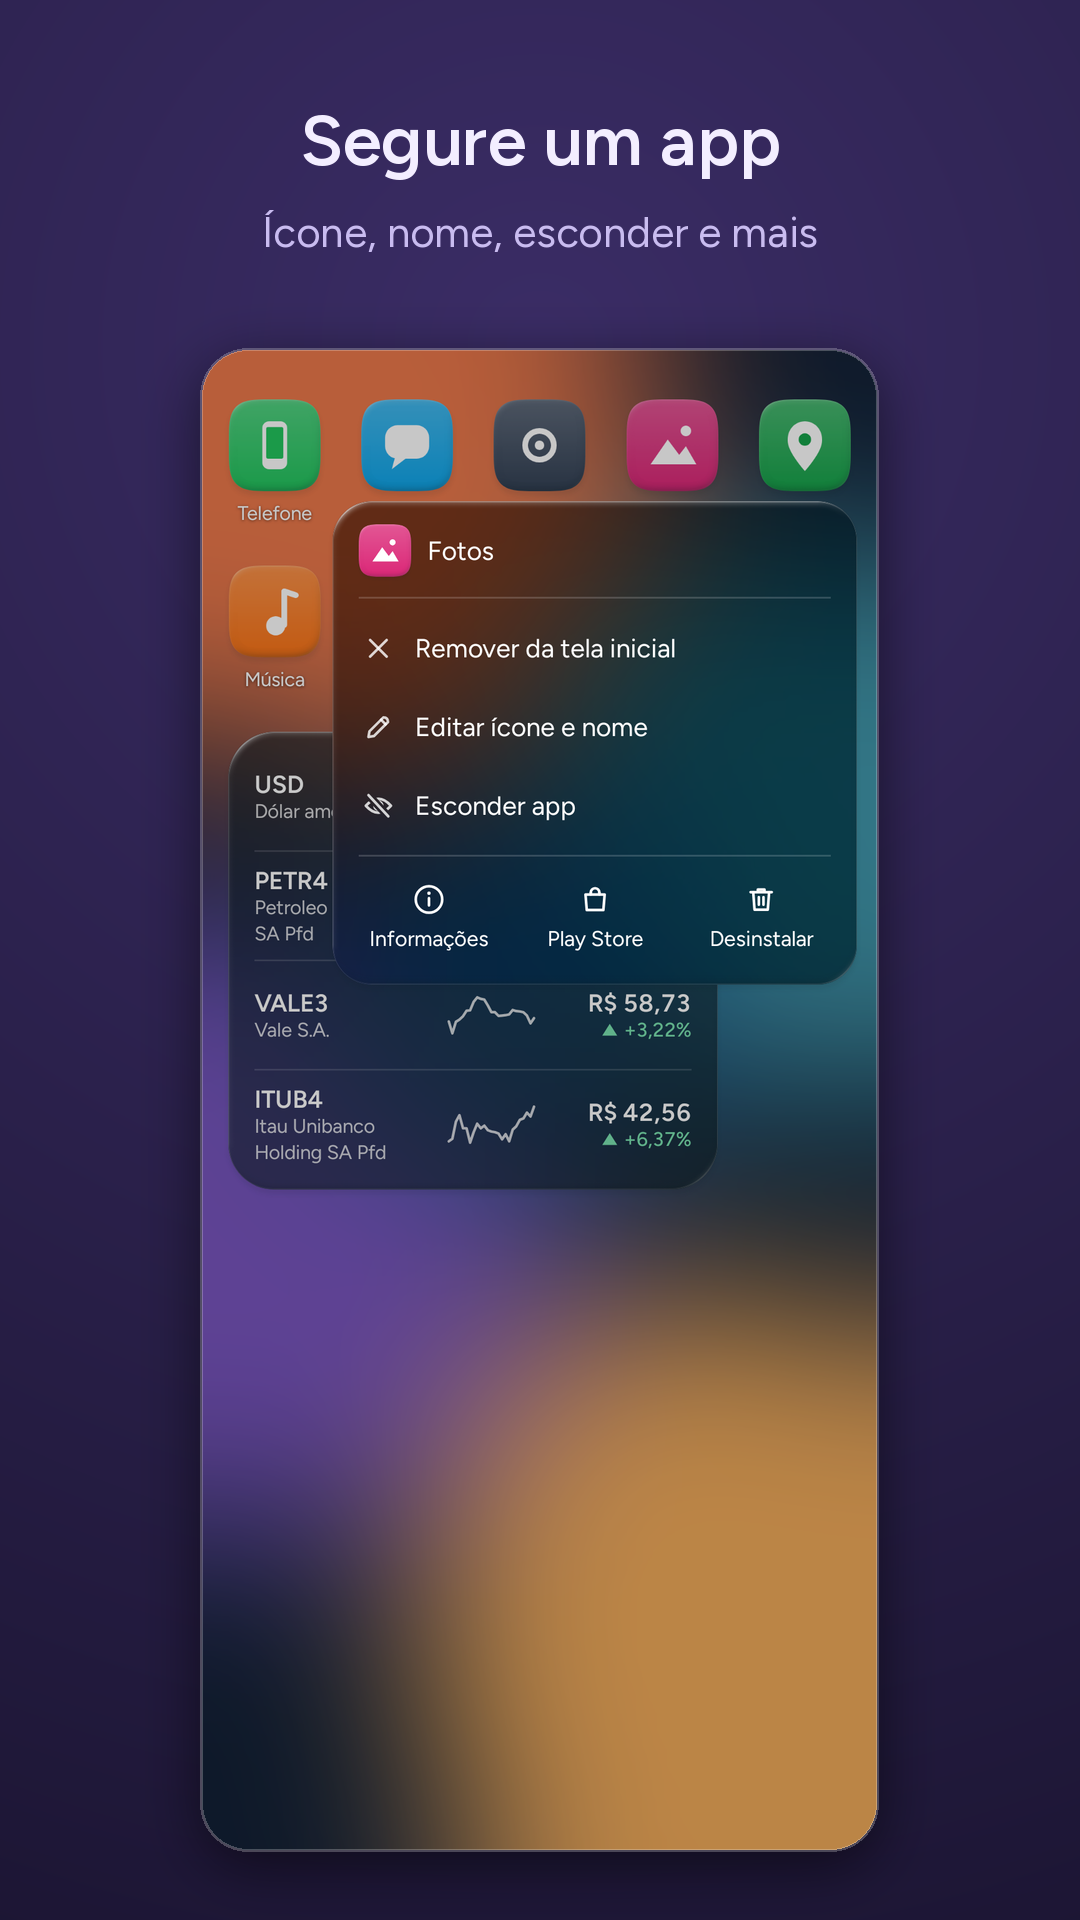 Segure um app
Ícone, nome, esconder e mais
Telefone
Fotos
Remover da tela inicial
Música
Editar ícone e nome
USD
Dólar
Esconder app
PETR4
Petroleo
SA Pfd
Informações
Play Store
Desinstalar
VALE3
R$ 58,73
Vale S.A.
▲ +3,22%
ITUB4
R$ 42,56
Itau Unibanco
▲ +6,37%
Holding SA Pfd